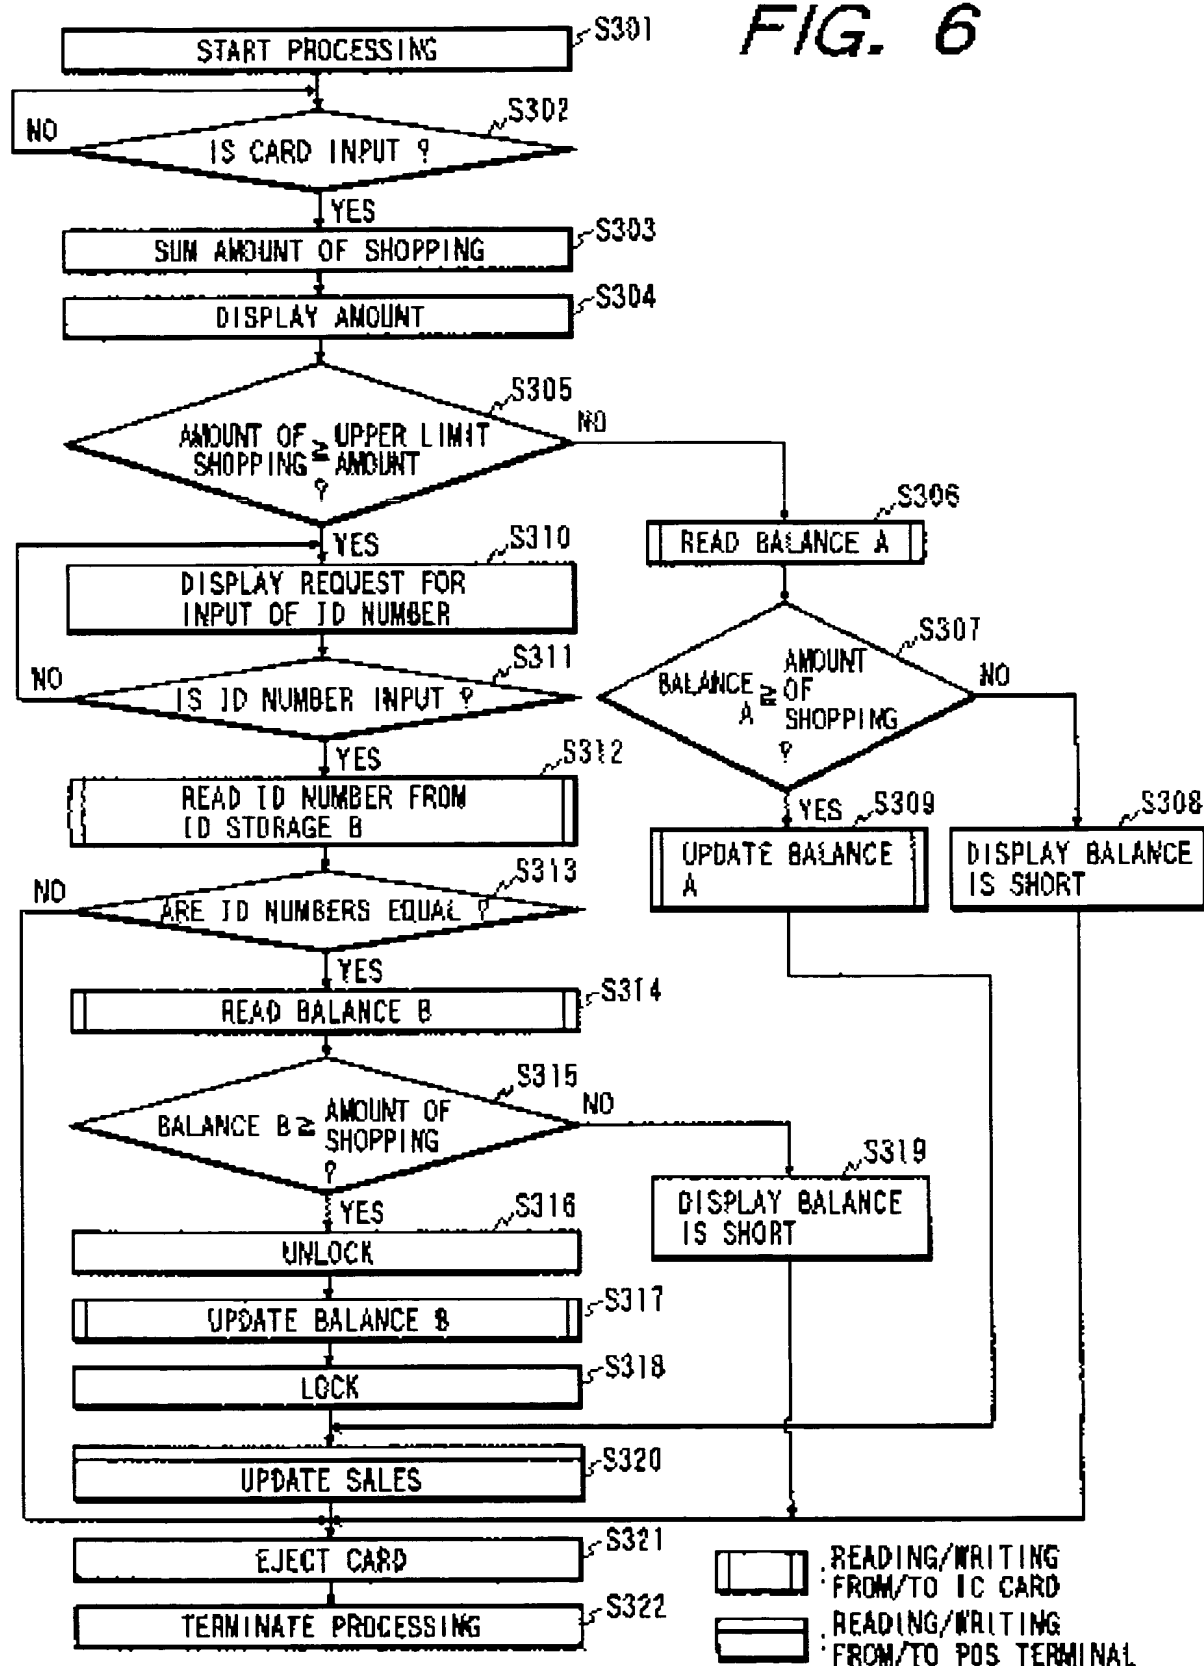 FIG. 6
START PROCESSING
S301
NO
S302
IS CARD INPUT ?
YES
S303
SUM AMOUNT OF SHOPPING
S304
DISPLAY AMOUNT
S305
NO
AMOUNT OF SHOPPING ≧ UPPER LIMIT AMOUNT
?
YES
S306
READ BALANCE A
S310
DISPLAY REQUEST FOR
INPUT OF ID NUMBER
S307
NO
BALANCE A ≧ AMOUNT OF SHOPPING
?
S311
NO
IS ID NUMBER INPUT ?
YES
S312
READ ID NUMBER FROM
ID STORAGE B
YES
S309
UPDATE BALANCE
A
S308
DISPLAY BALANCE
IS SHORT
S313
NO
ARE ID NUMBERS EQUAL ?
YES
S314
READ BALANCE B
S315
NO
BALANCE B ≧ AMOUNT OF SHOPPING
?
YES
S319
DISPLAY BALANCE
IS SHORT
S316
UNLOCK
S317
UPDATE BALANCE B
S318
LOCK
S320
UPDATE SALES
S321
EJECT CARD
S322
TERMINATE PROCESSING
: READING/WRITING
FROM/TO IC CARD
: READING/WRITING
FROM/TO POS TERMINAL